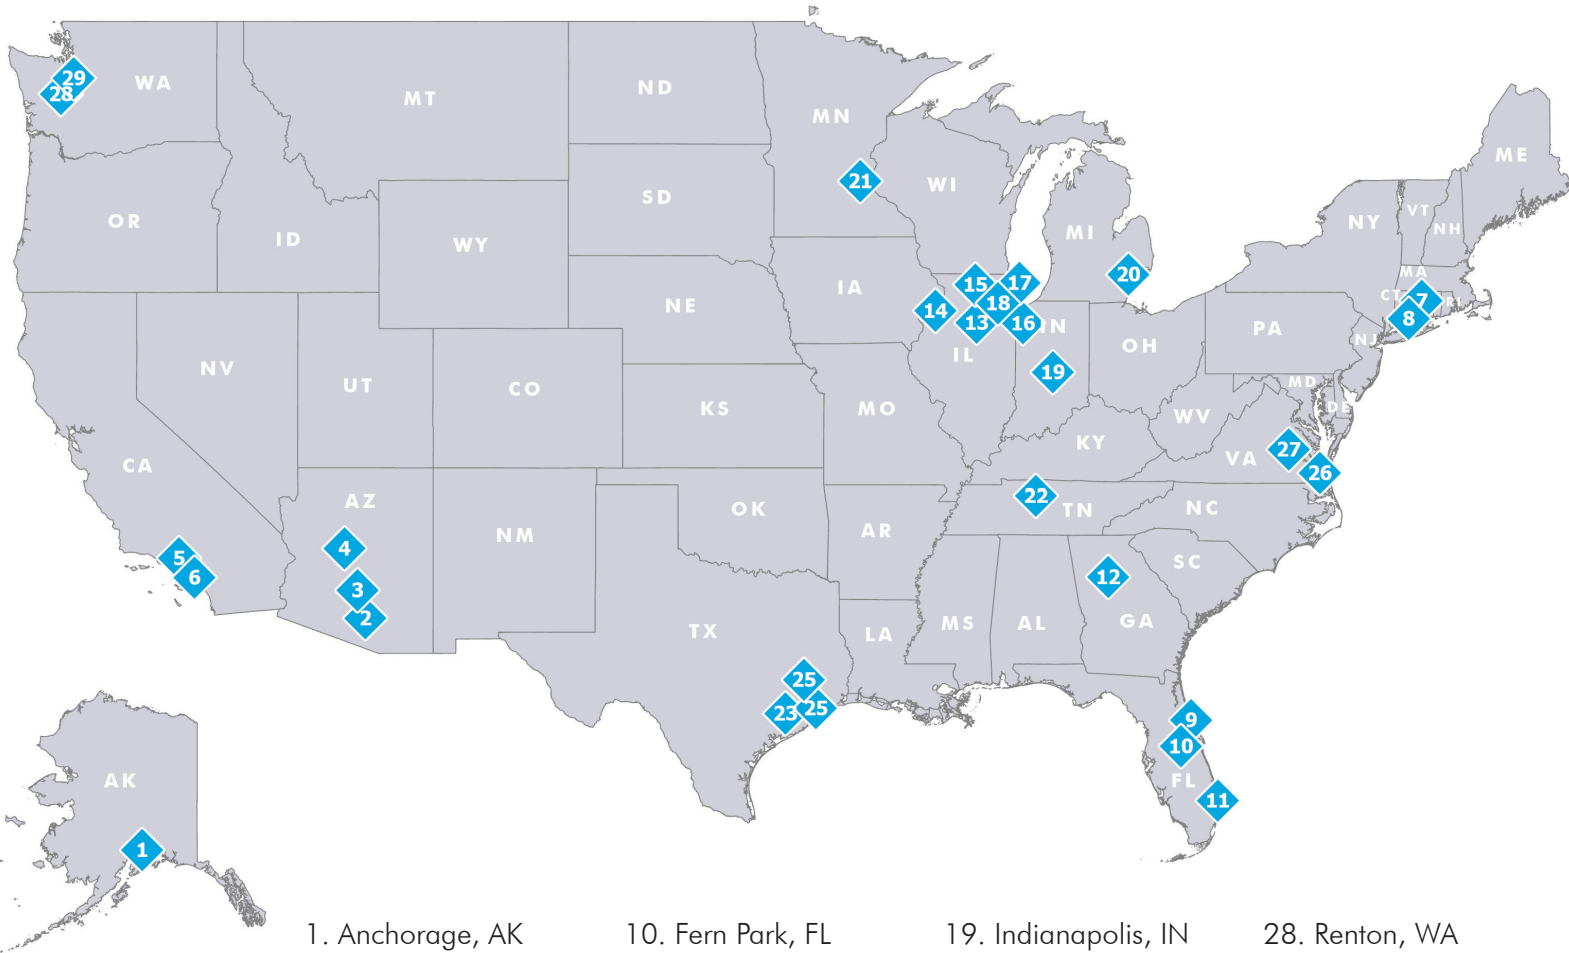 29
28
WA
MT
ND
MN
ME
21
WI
OR
ID
WY
SD
MI
NY
VT
NH
MA
20
15
17
14
18
13
16
IN
IA
NE
CT
7
RI
8
PA
NJ
OH
IL
19
NV
UT
CO
KS
MO
MD
DE
WV
KY
VA
27
26
CA
AZ
NM
OK
AR
22
TN
NC
SC
4
5
6
3
2
12
GA
TX
LA
MS
AL
25
23
25
9
10
FL
11
AK
1
1. Anchorage, AK
10. Fern Park, FL
19. Indianapolis, IN
28. Renton, WA